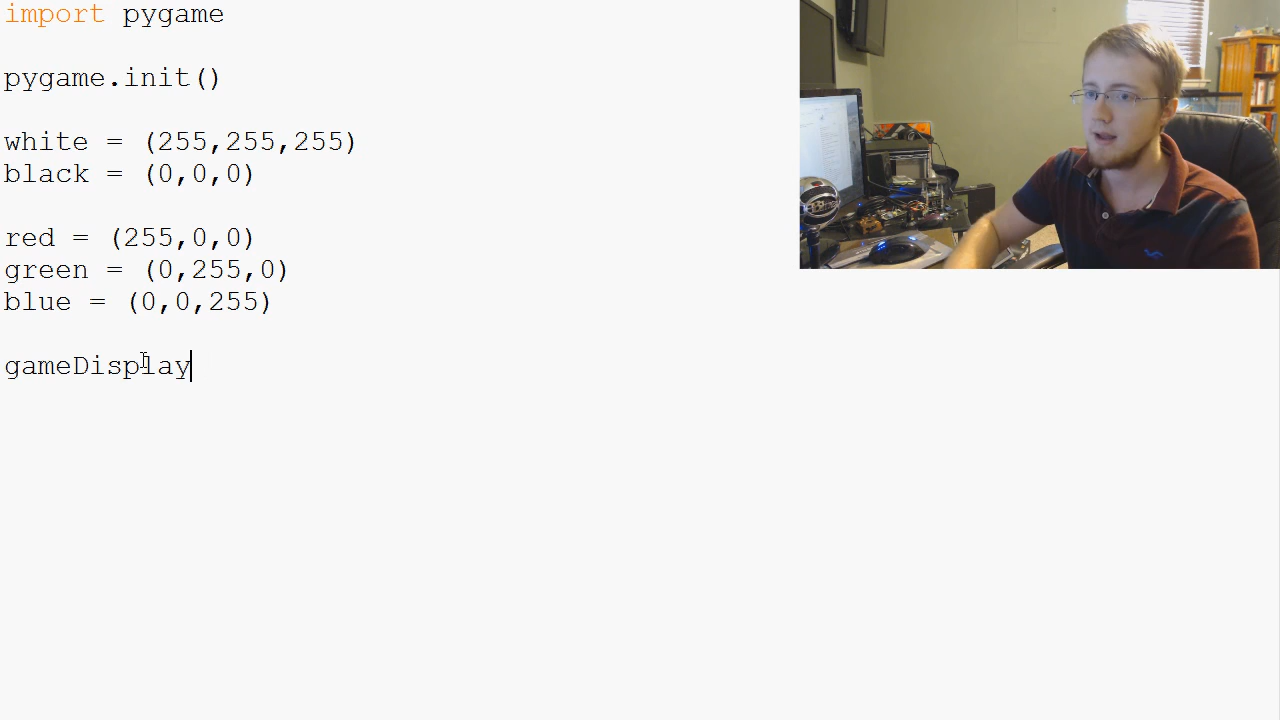 import pygame
pygame.init()
white = (255,255,255)
black = (0,0,0)
red = (255,0,0)
green = (0,255,0)
blue = (0,0,255)
gameDisplay